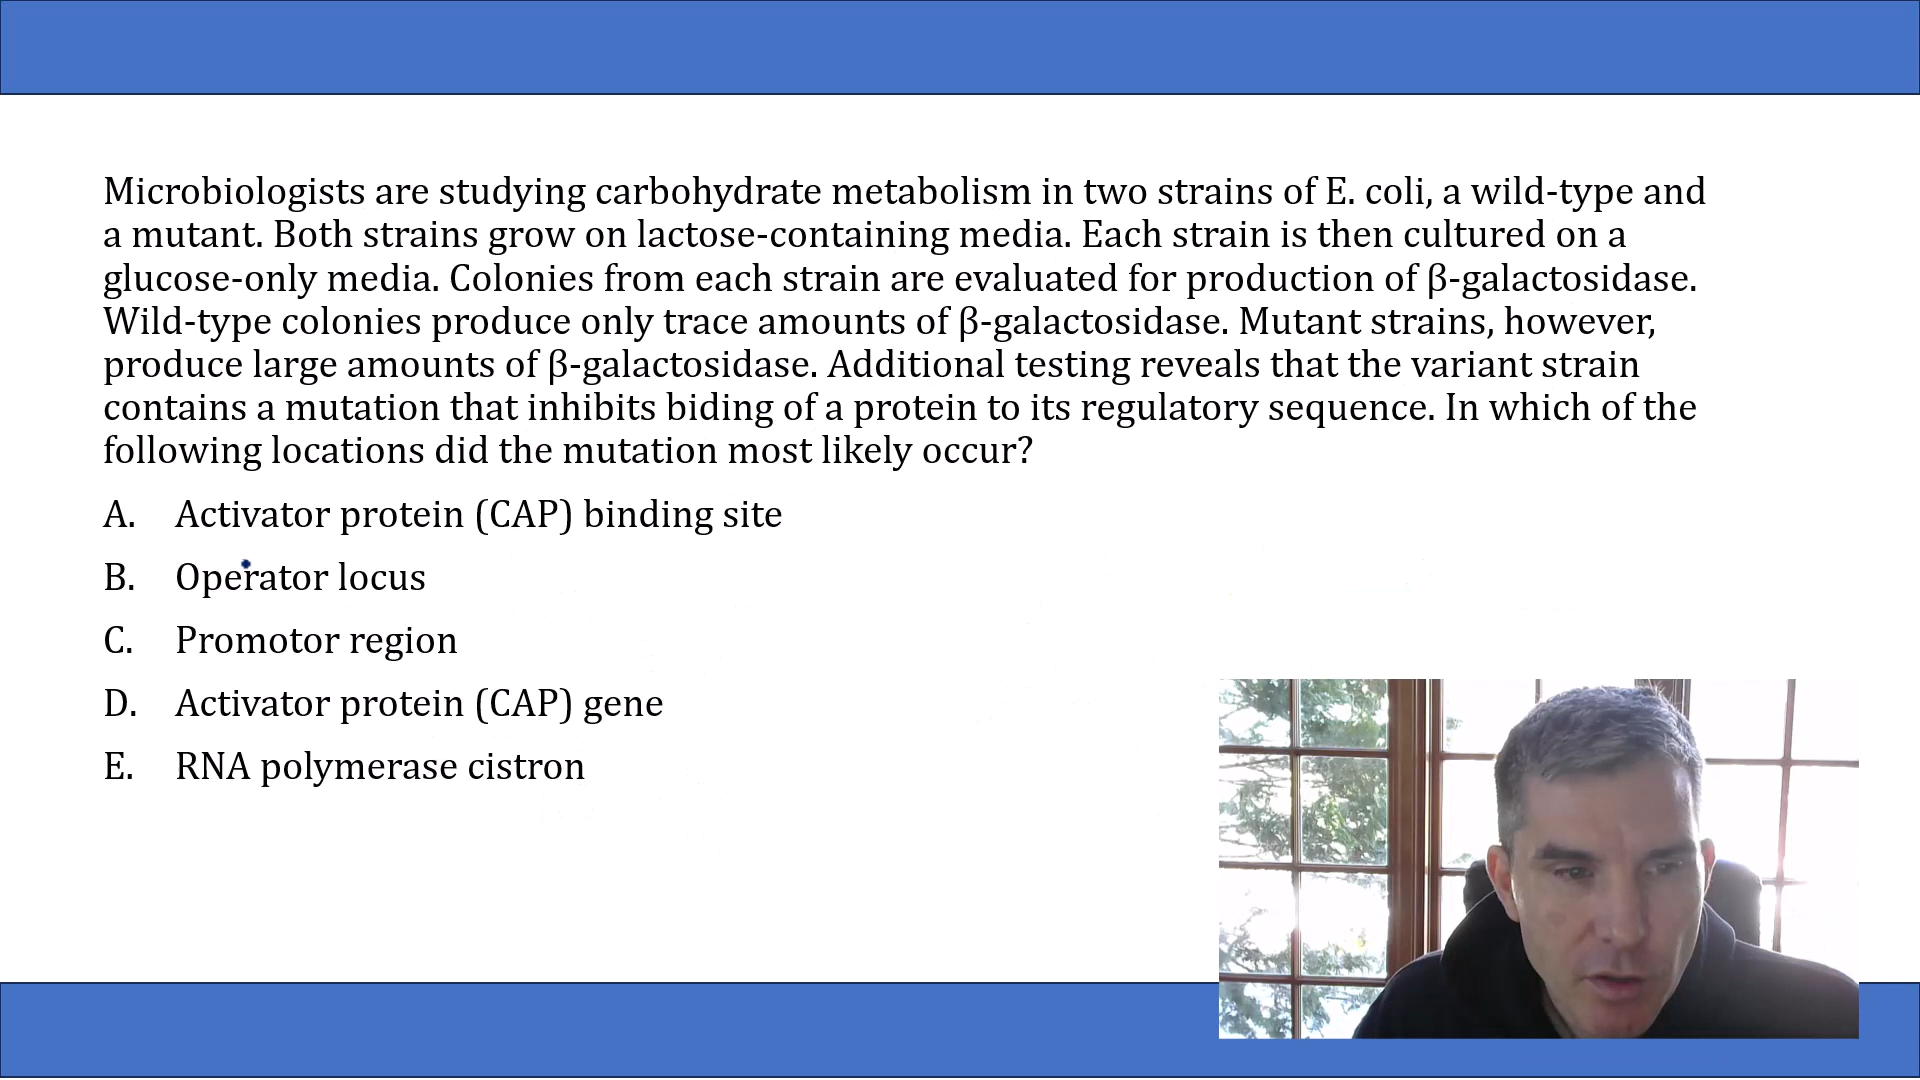 Microbiologists are studying carbohydrate metabolism in two strains of E. coli, a wild-type and
a mutant. Both strains grow on lactose-containing media. Each strain is then cultured on a
glucose-only media. Colonies from each strain are evaluated for production of β-galactosidase.
Wild-type colonies produce only trace amounts of β-galactosidase. Mutant strains, however,
produce large amounts of β-galactosidase. Additional testing reveals that the variant strain
contains a mutation that inhibits biding of a protein to its regulatory sequence. In which of the
following locations did the mutation most likely occur?
A. Activator protein (CAP) binding site
B. Operator locus
C. Promotor region
D. Activator protein (CAP) gene
E. RNA polymerase cistron